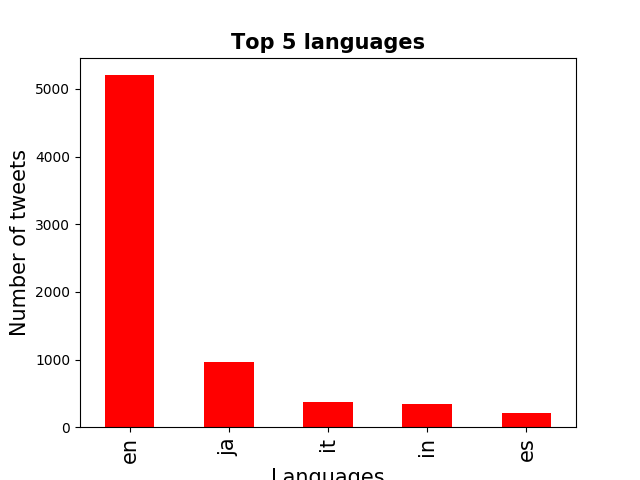 Top 5 languages
Number of tweets
5000
4000
3000
2000
1000
0
en
ja
it
in
es
Languages